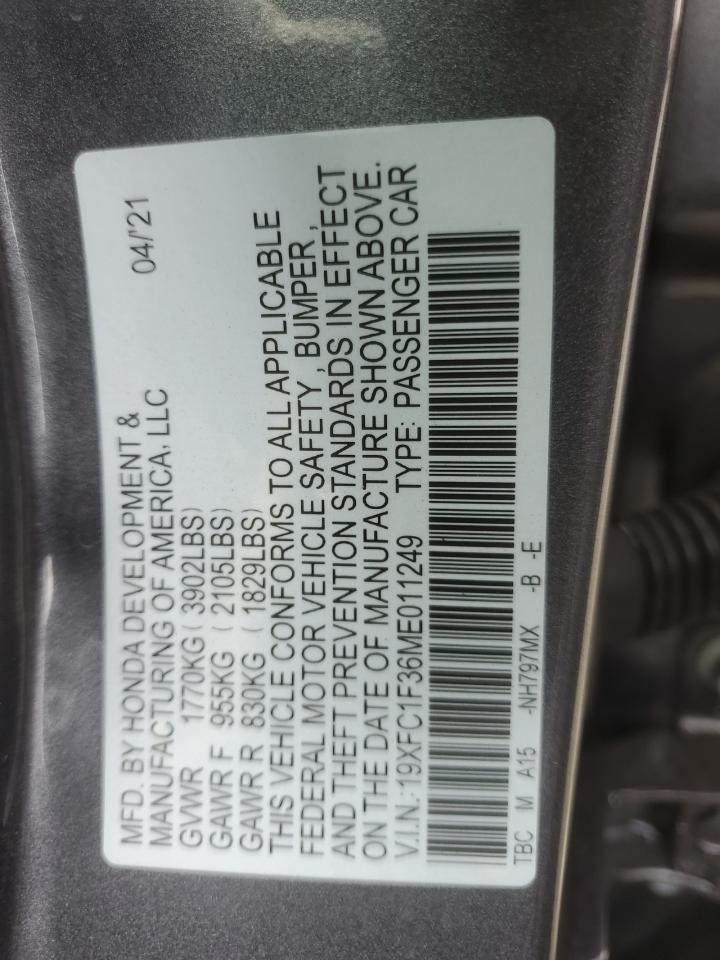 MFD. BY HONDA DEVELOPMENT &
MANUFACTURING OF AMERICA, LLC 04/'21
GVWR 1770KG ( 3902LBS)
GAWR F 955KG ( 2105LBS)
GAWR R 830KG ( 1829LBS)
THIS VEHICLE CONFORMS TO ALL APPLICABLE
FEDERAL MOTOR VEHICLE SAFETY , BUMPER ,
AND THEFT PREVENTION STANDARDS IN EFFECT
ON THE DATE OF MANUFACTURE SHOWN ABOVE.
V.I.N.:19XFC1F36ME011249 TYPE: PASSENGER CAR
TBC M A15 -NH797MX -B -E